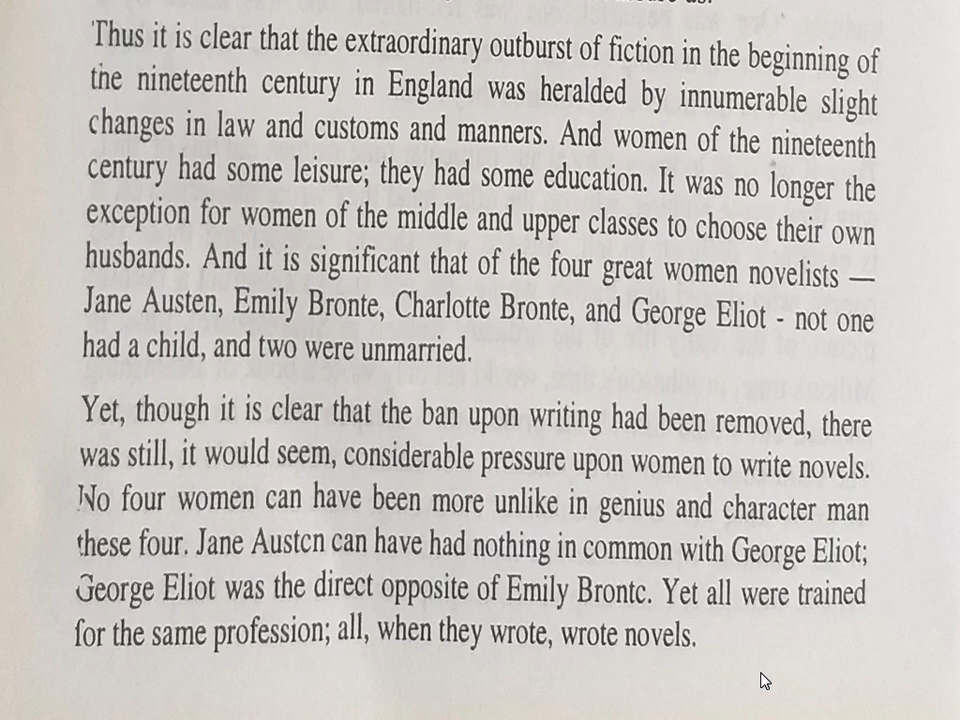 Thus it is clear that the extraordinary outburst of fiction in the beginning of
the nineteenth century in England was heralded by innumerable slight
changes in law and customs and manners. And women of the nineteenth
century had some leisure; they had some education. It was no longer the
exception for women of the middle and upper classes to choose their own
husbands. And it is significant that of the four great women novelists —
Jane Austen, Emily Bronte, Charlotte Bronte, and George Eliot - not one
had a child, and two were unmarried.
Yet, though it is clear that the ban upon writing had been removed, there
was still, it would seem, considerable pressure upon women to write novels.
No four women can have been more unlike in genius and character man
these four. Jane Austcn can have had nothing in common with George Eliot;
George Eliot was the direct opposite of Emily Brontc. Yet all were trained
for the same profession; all, when they wrote, wrote novels.